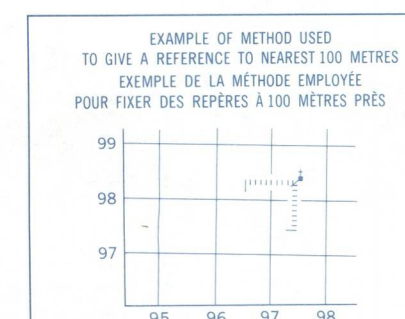 EXAMPLE OF METHOD USED
TO GIVE A REFERENCE TO NEAREST 100 METRES
EXEMPLE DE LA MÉTHODE EMPLOYÉE
POUR FIXER DES REPÈRES À 100 MÈTRES PRÈS
99
98
97
95 96 97 98